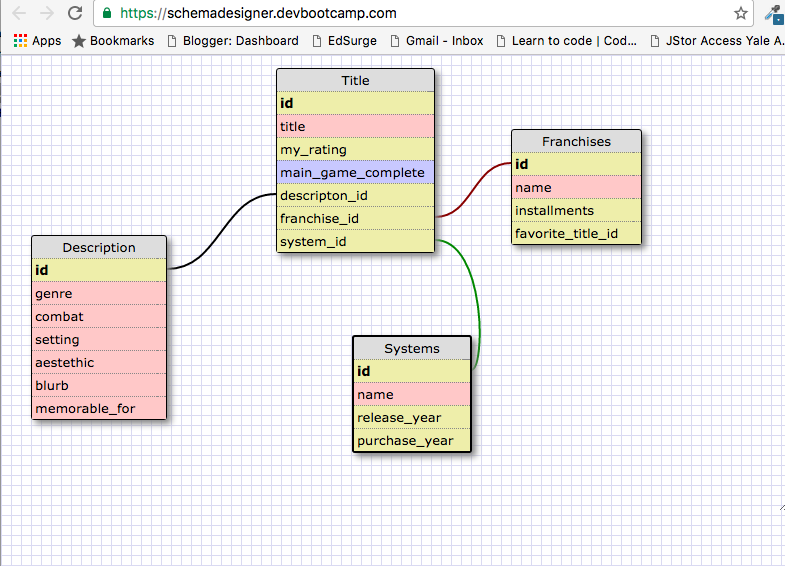 https://schemadesigner.devbootcamp.com
Apps Bookmarks Blogger: Dashboard EdSurge Gmail - Inbox Learn to code | Cod... JStor Access Yale A.
Title
id
title
my_rating
main_game_complete
descripton_id
franchise_id
system_id
Franchises
id
name
installments
favorite_title_id
Description
id
genre
combat
setting
aestethic
blurb
memorable_for
Systems
id
name
release_year
purchase_year